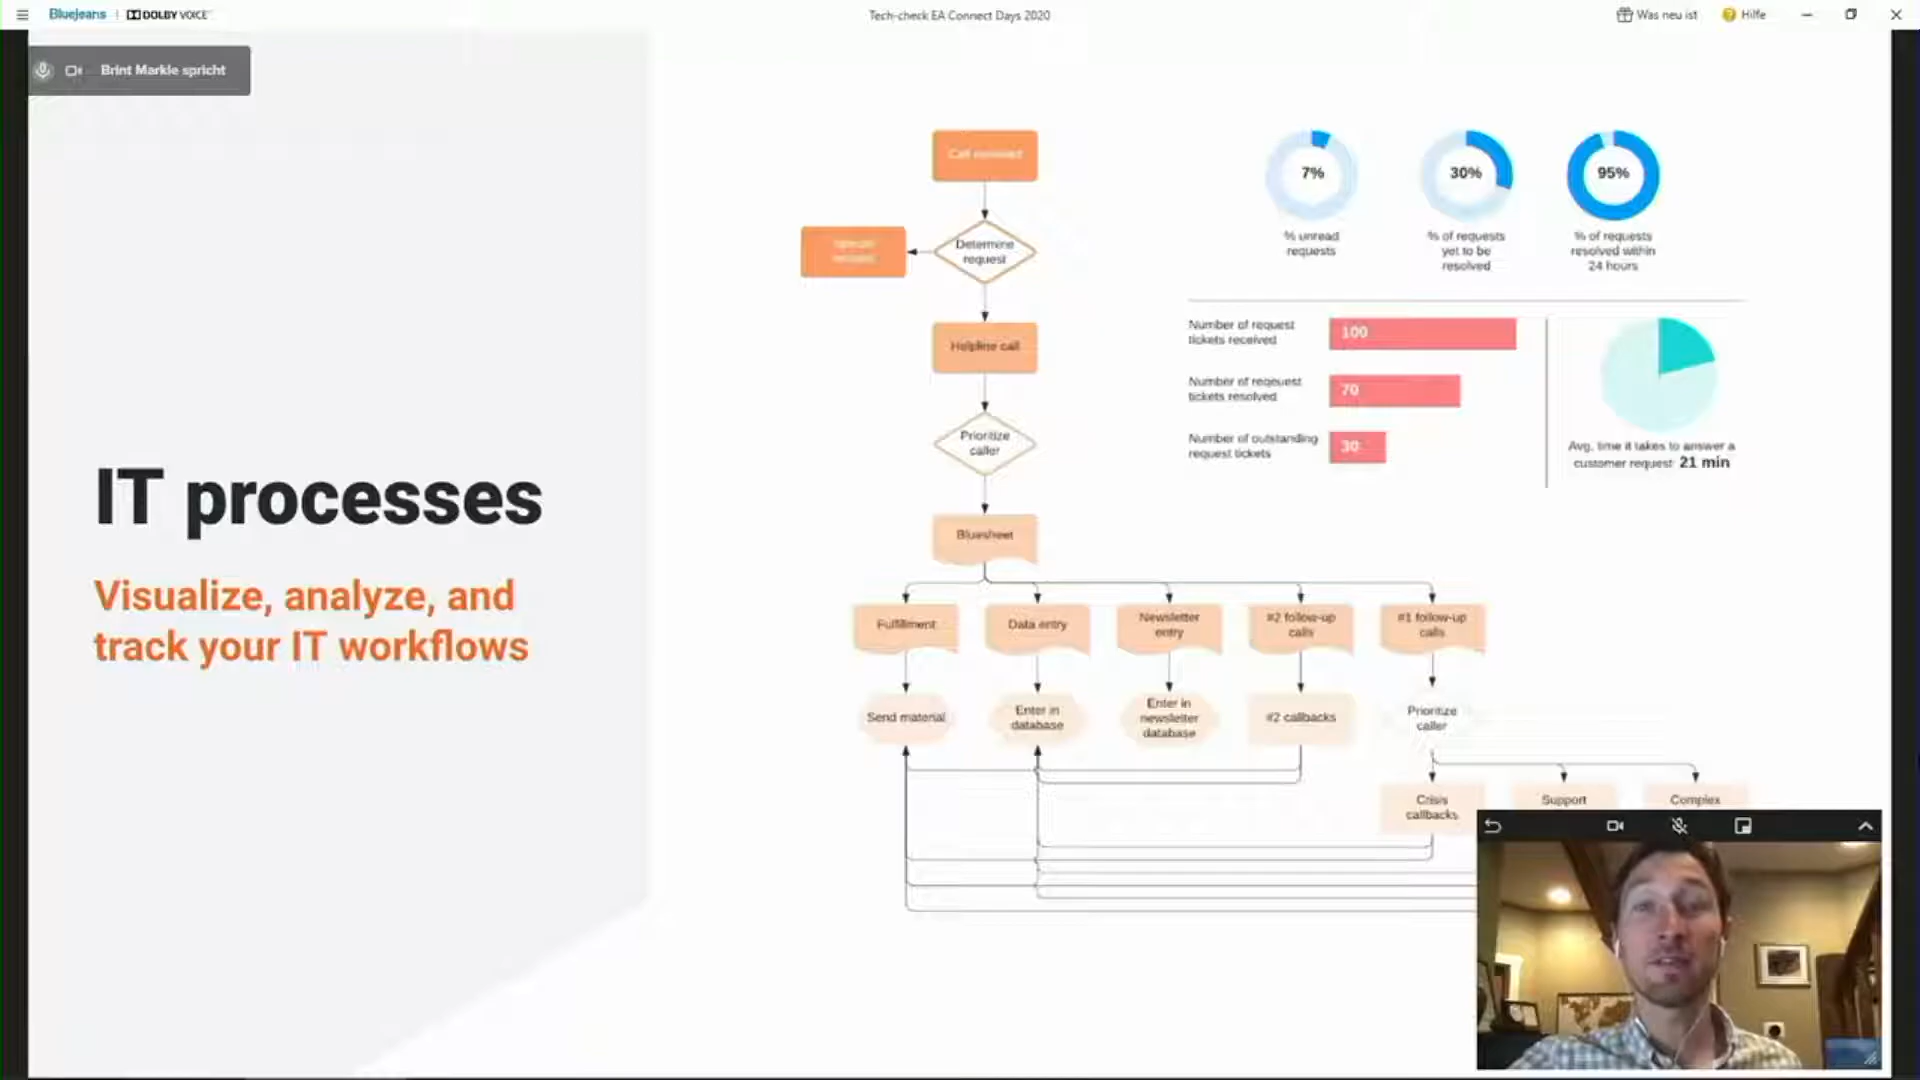 Bluejeans
DOLBY VOICE
Tech-check EA Connect Days 2020
Was neu ist
Hilfe
Brint Markle spricht
IT processes
Visualize, analyze, and
track your IT workflows
Call received
Determine
request
Helpline call
Prioritize
caller
Bluesheet
Fulfillment
Data entry
Newsletter
entry
#2 follow-up
calls
#1 follow-up
calls
Send material
Enter in
database
Enter in
newsletter
database
#2 callbacks
Prioritize
caller
Crisis
callbacks
Support
Complex
7%
% unread
requests
30%
% of requests
yet to be
resolved
95%
% of requests
resolved within
24 hours
Number of request
tickets received
100
Number of reqeuest
tickets resolved
70
Number of outstanding
request tickets
30
Avg. time it takes to answer a
customer request: 21 min